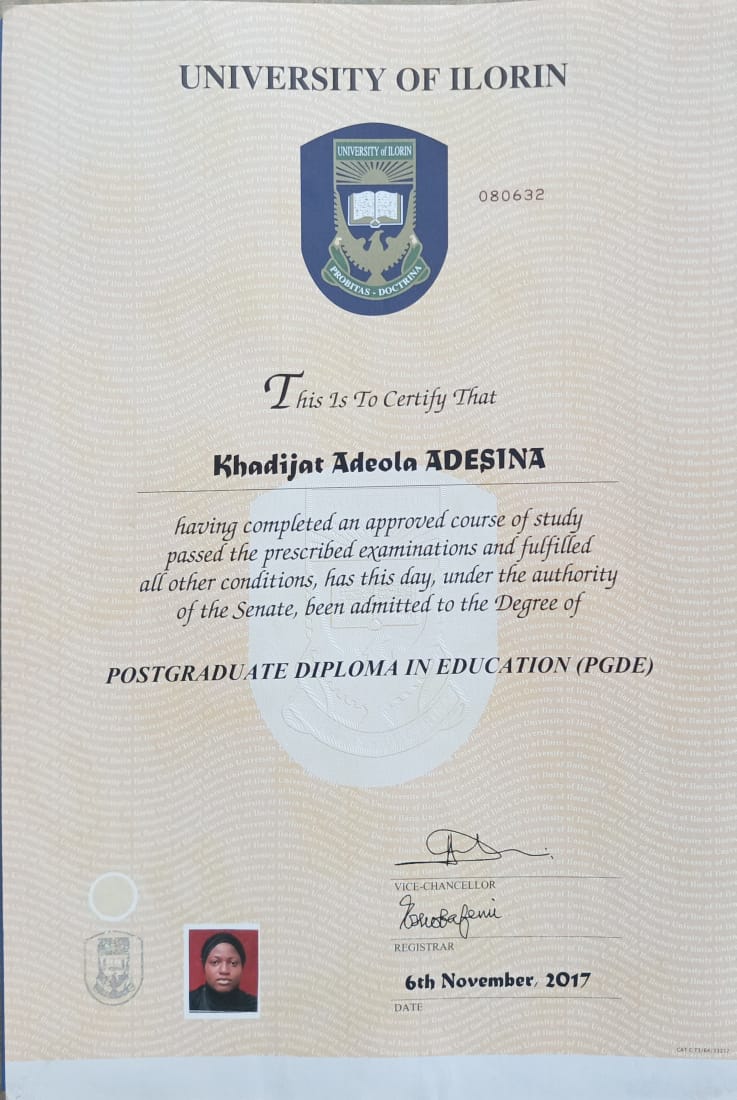 UNIVERSITY OF ILORIN
UNIVERSITY of ILORIN
080632
PROBITAS - DOCTRINA
This Is To Certify That
Khadijat Adeola ADESINA
having completed an approved course of study
passed the prescribed examinations and fulfilled
all other conditions, has this day, under the authority
of the Senate, been admitted to the Degree of
POSTGRADUATE DIPLOMA IN EDUCATION (PGDE)
VICE-CHANCELLOR
REGISTRAR
6th November, 2017
DATE